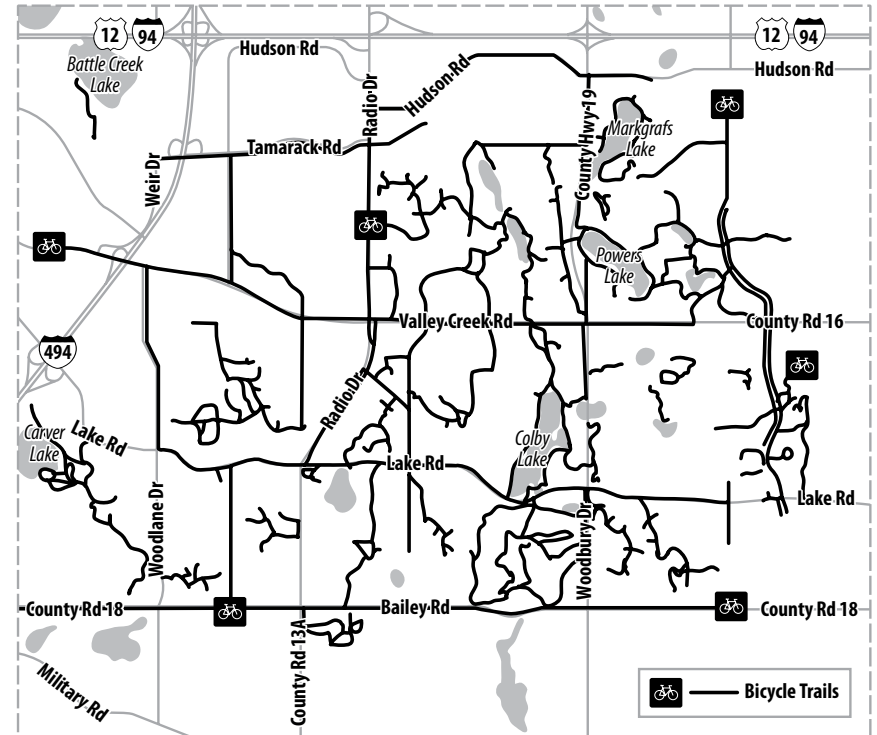 12 94
12 94
Hudson Rd
Battle Creek
Lake
Hudson Rd
Radio Dr
Hudson Rd
County Hwy 19
Markgrafs
Lake
Tamarack Rd
Weir Dr
Powers
Lake
Valley Creek Rd
County Rd 16
494
Radio Dr
Carver
Lake
Lake Rd
Colby
Lake
Lake Rd
Lake Rd
Woodlane Dr
Woodbury Dr
County Rd 18
Bailey Rd
County Rd 18
County Rd 13A
Military Rd
Bicycle Trails